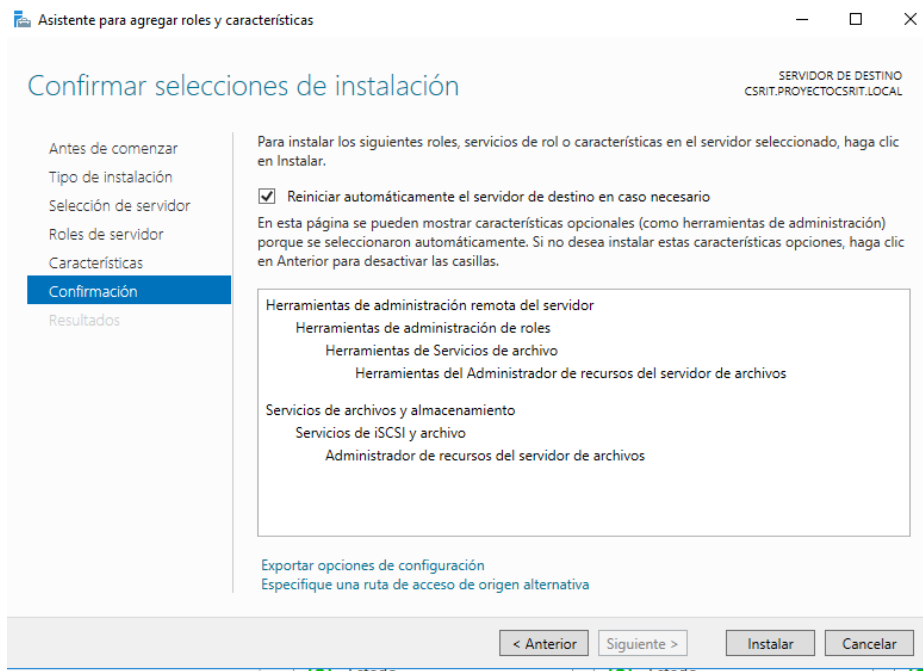 Asistente para agregar roles y características
Confirmar selecciones de instalación
SERVIDOR DE DESTINO
CSRIT.PROYECTOCSRIT.LOCAL
Antes de comenzar
Tipo de instalación
Selección de servidor
Roles de servidor
Características
Confirmación
Resultados
Para instalar los siguientes roles, servicios de rol o características en el servidor seleccionado, haga clic
en Instalar.
Reiniciar automáticamente el servidor de destino en caso necesario
En esta página se pueden mostrar características opcionales (como herramientas de administración)
porque se seleccionaron automáticamente. Si no desea instalar estas características opciones, haga clic
en Anterior para desactivar las casillas.
Herramientas de administración remota del servidor
Herramientas de administración de roles
Herramientas de Servicios de archivo
Herramientas del Administrador de recursos del servidor de archivos
Servicios de archivos y almacenamiento
Servicios de iSCSI y archivo
Administrador de recursos del servidor de archivos
Exportar opciones de configuración
Especifique una ruta de acceso de origen alternativa
< Anterior
Siguiente >
Instalar
Cancelar